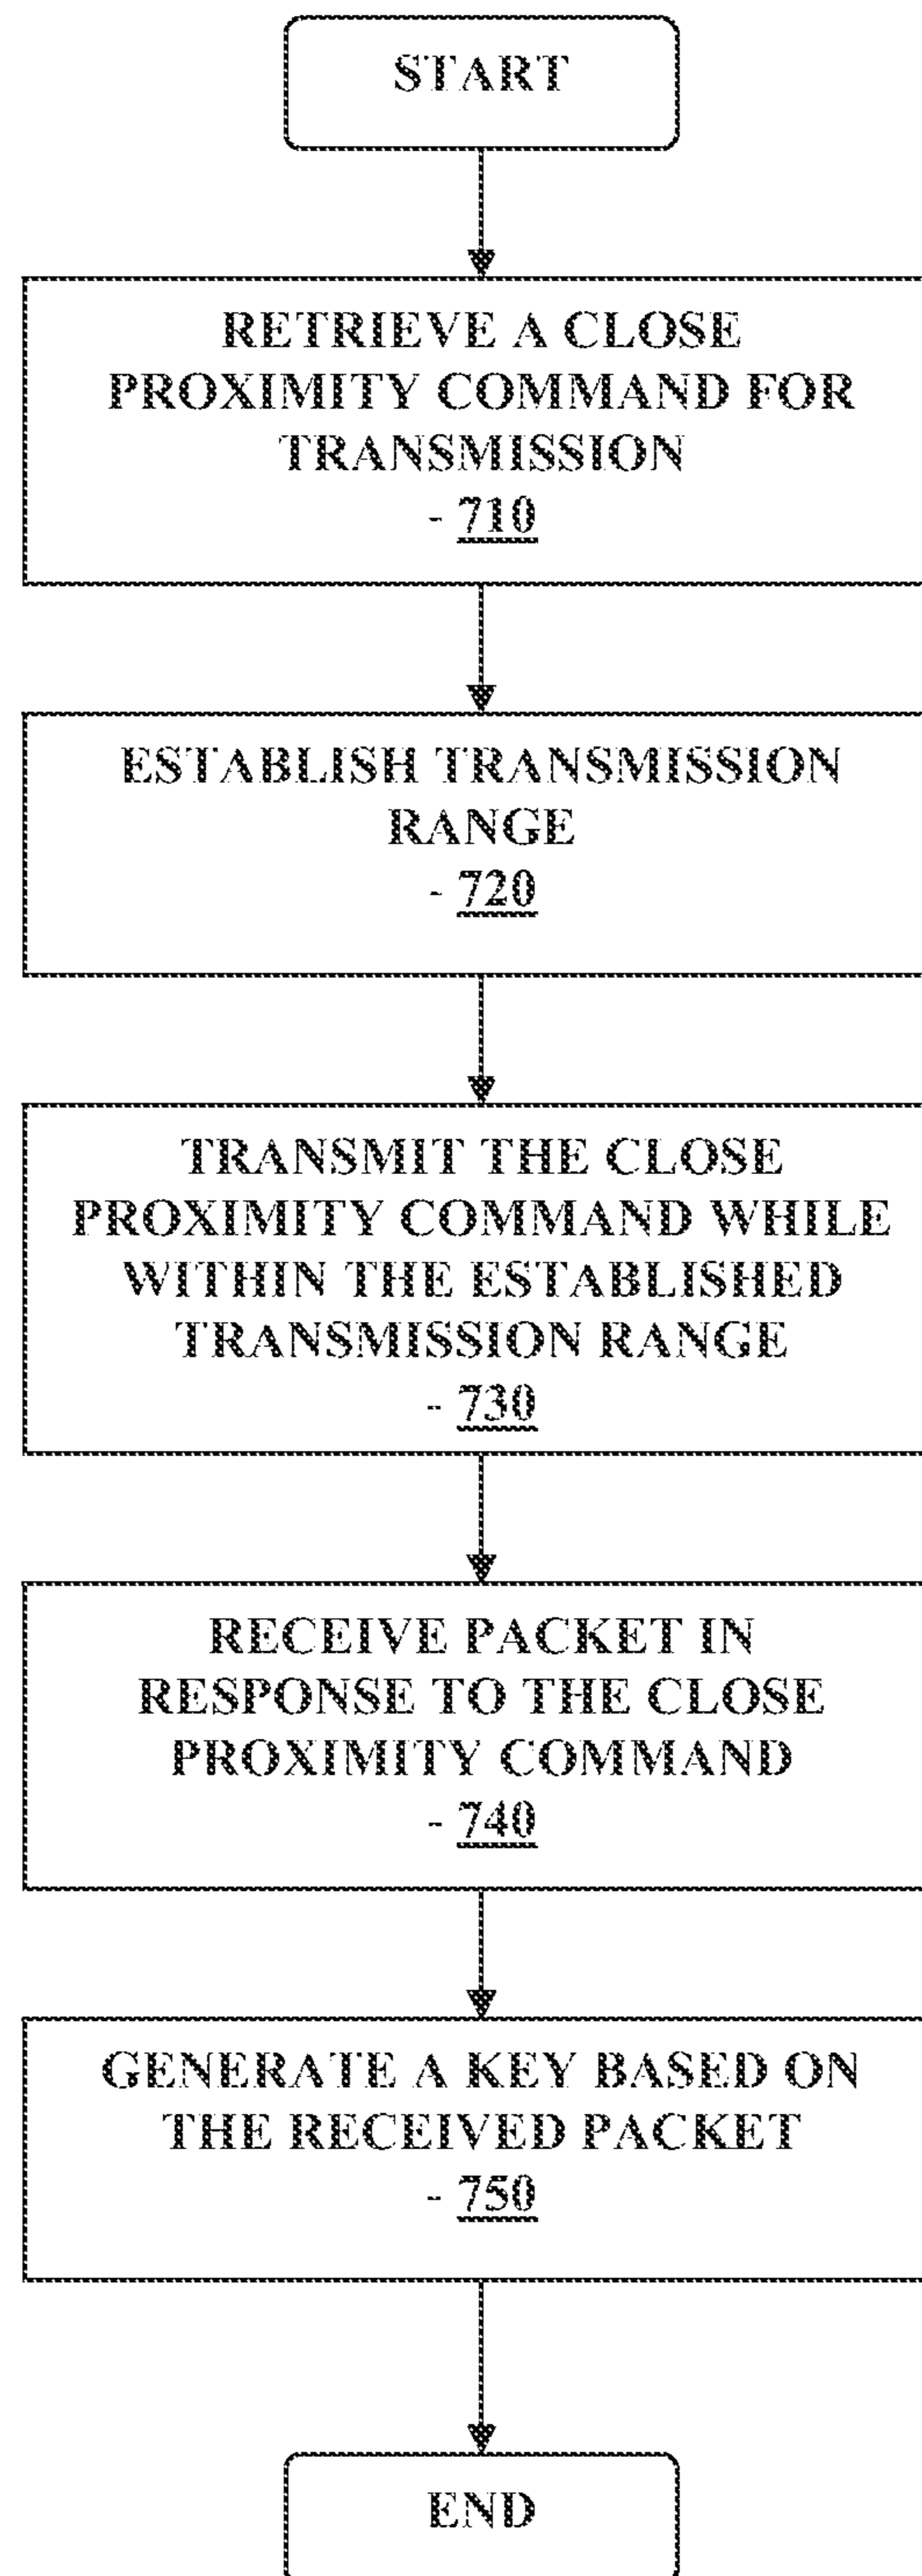 START
RETRIEVE A CLOSE
PROXIMITY COMMAND FOR
TRANSMISSION
- 710
ESTABLISH TRANSMISSION
RANGE
- 720
TRANSMIT THE CLOSE
PROXIMITY COMMAND WHILE
WITHIN THE ESTABLISHED
TRANSMISSION RANGE
- 730
RECEIVE PACKET IN
RESPONSE TO THE CLOSE
PROXIMITY COMMAND
- 740
GENERATE A KEY BASED ON
THE RECEIVED PACKET
- 750
END